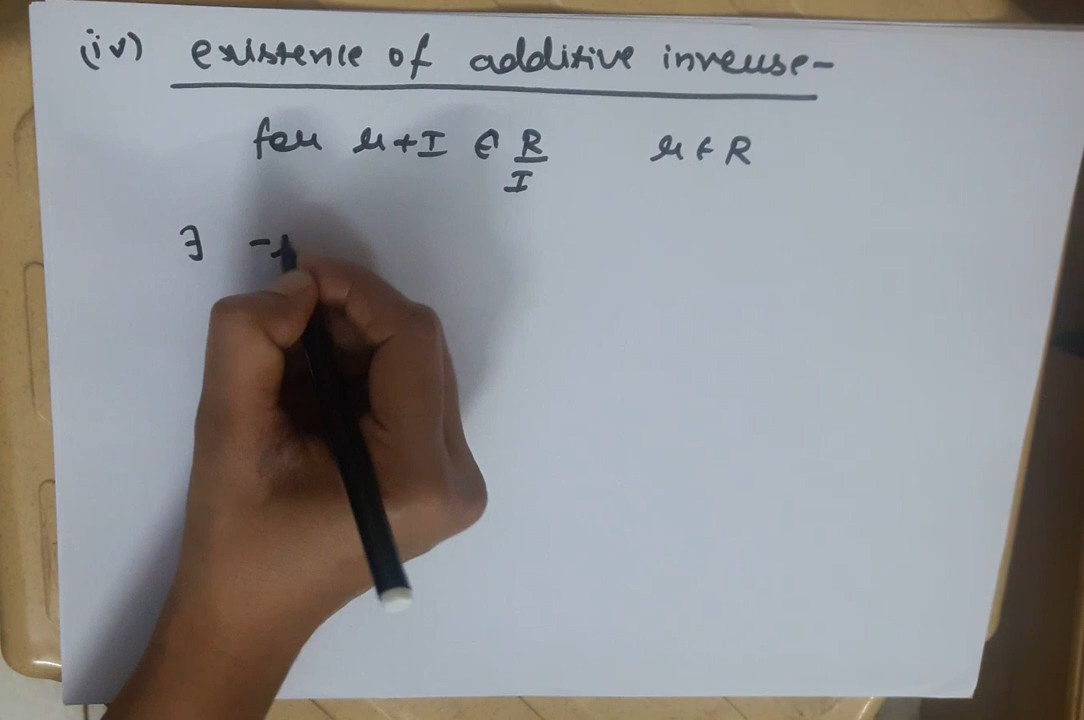 (iv) existence of additive inverse-
for r+I ∈ R/I r ∈ R
∃ -